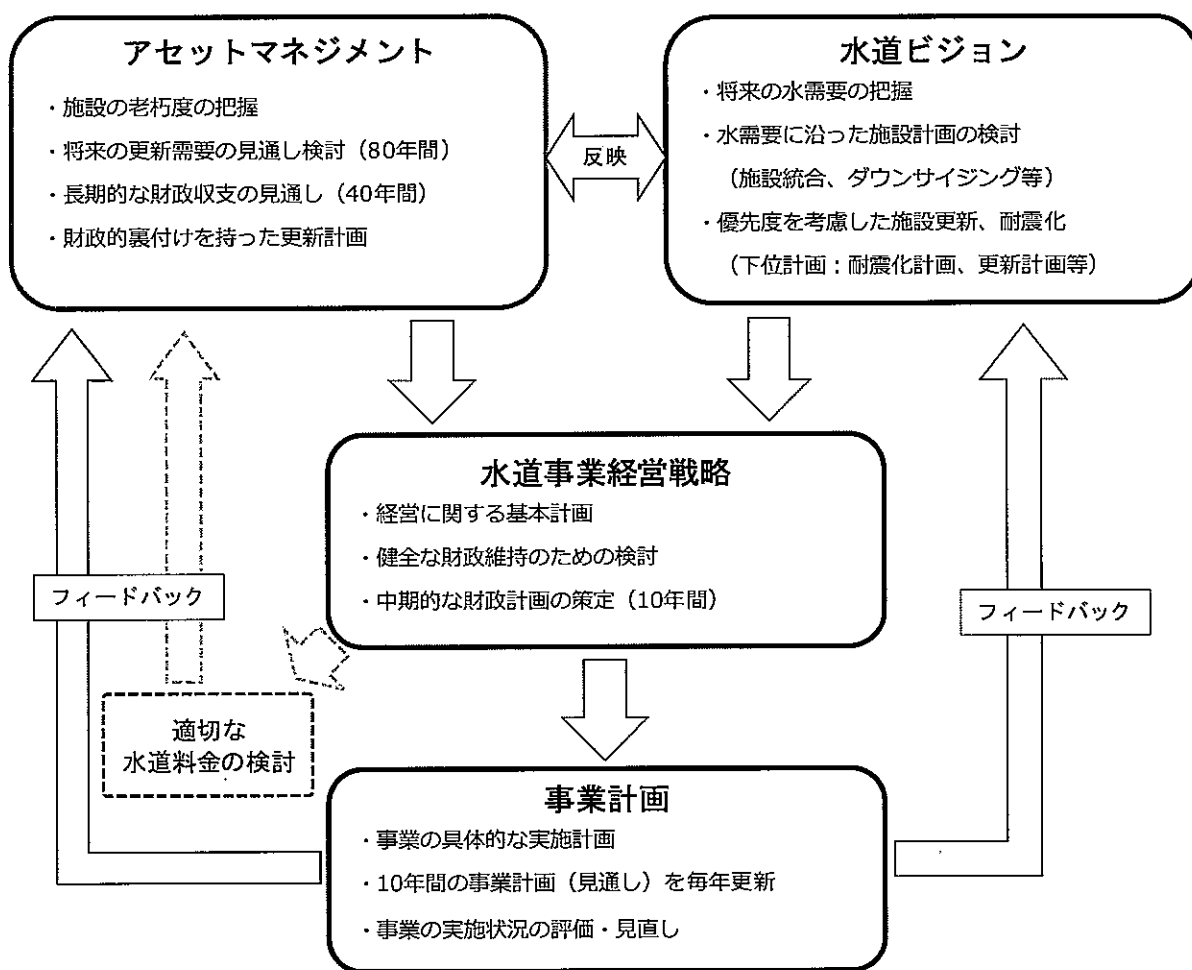 アセットマネジメント
・施設の老朽度の把握
・将来の更新需要の見通し検討（80年間）
・長期的な財政収支の見通し（40年間）
・財政的裏付けを持った更新計画
反映
水道ビジョン
・将来の水需要の把握
・水需要に沿った施設計画の検討
（施設統合、ダウンサイジング等）
・優先度を考慮した施設更新、耐震化
（下位計画：耐震化計画、更新計画等）
水道事業経営戦略
・経営に関する基本計画
・健全な財政維持のための検討
・中期的な財政計画の策定（10年間）
フィードバック
フィードバック
適切な
水道料金の検討
事業計画
・事業の具体的な実施計画
・10年間の事業計画（見通し）を毎年更新
・事業の実施状況の評価・見直し